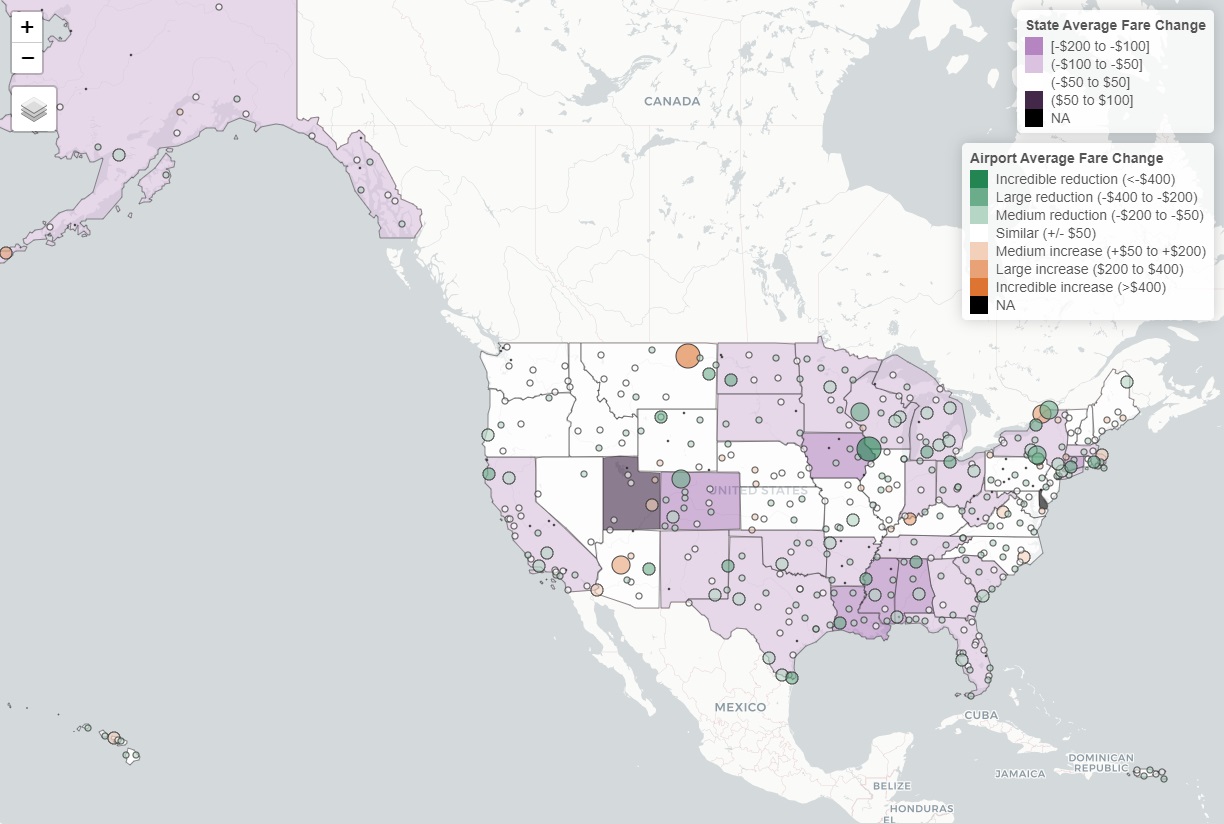 +
−
State Average Fare Change
[-$200 to -$100]
(-$100 to -$50]
(-$50 to $50]
($50 to $100]
NA
Airport Average Fare Change
Incredible reduction (<-$400)
Large reduction (-$400 to -$200)
Medium reduction (-$200 to -$50)
Similar (+/- $50)
Medium increase (+$50 to +$200)
Large increase ($200 to $400)
Incredible increase (>$400)
NA
CANADA
UNITED STATES
MEXICO
CUBA
DOMINICAN
REPUBLIC
JAMAICA
BELIZE
HONDURAS
EL